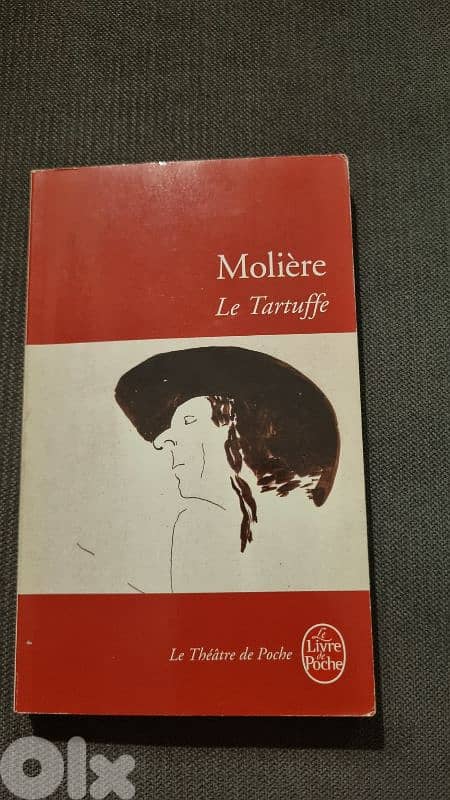 Molière
Le Tartuffe
Le Théâtre de Poche
Le
Livre
de
Poche
Olx